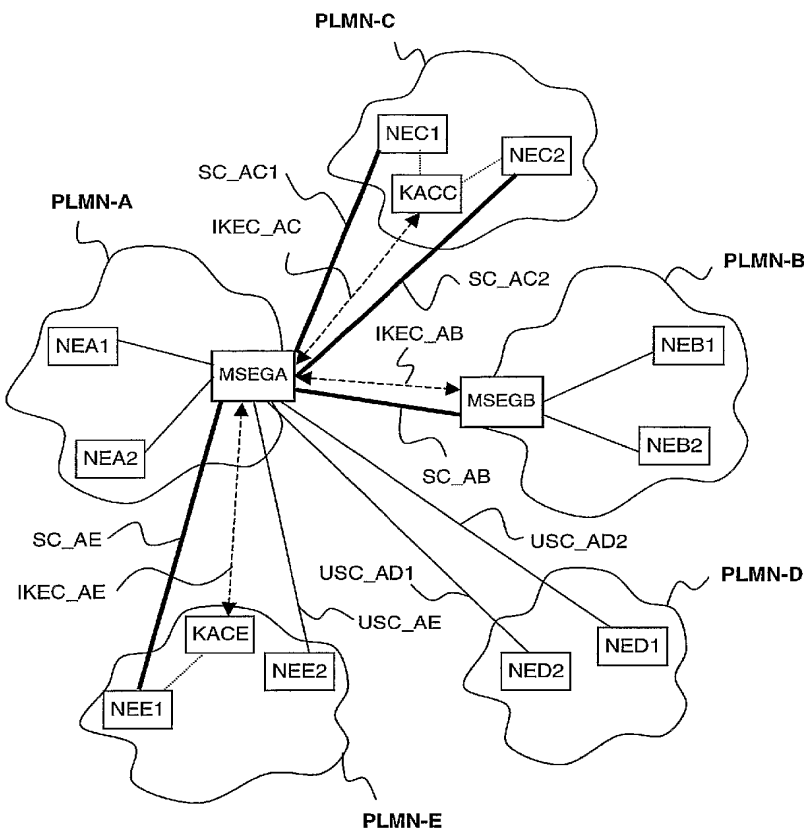 PLMN-C
NEC1
NEC2
SC_AC1
KACC
PLMN-A
IKEC_AC
PLMN-B
SC_AC2
IKEC_AB
NEA1
NEB1
MSEGA
MSEGB
NEA2
NEB2
SC_AB
SC_AE
USC_AD2
IKEC_AE
USC_AD1
PLMN-D
USC_AE
KACE
NED1
NEE2
NED2
NEE1
PLMN-E